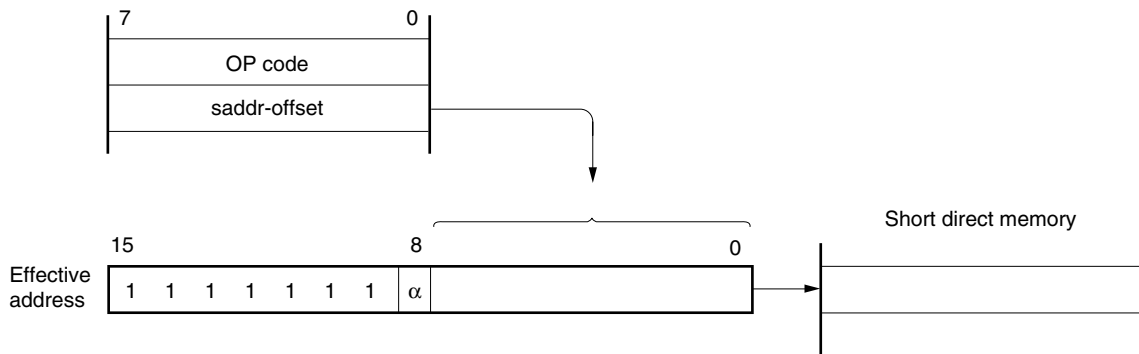 7 0
OP code
saddr-offset
Short direct memory
15 8 0
Effective
address
1 1 1 1 1 1 1 α